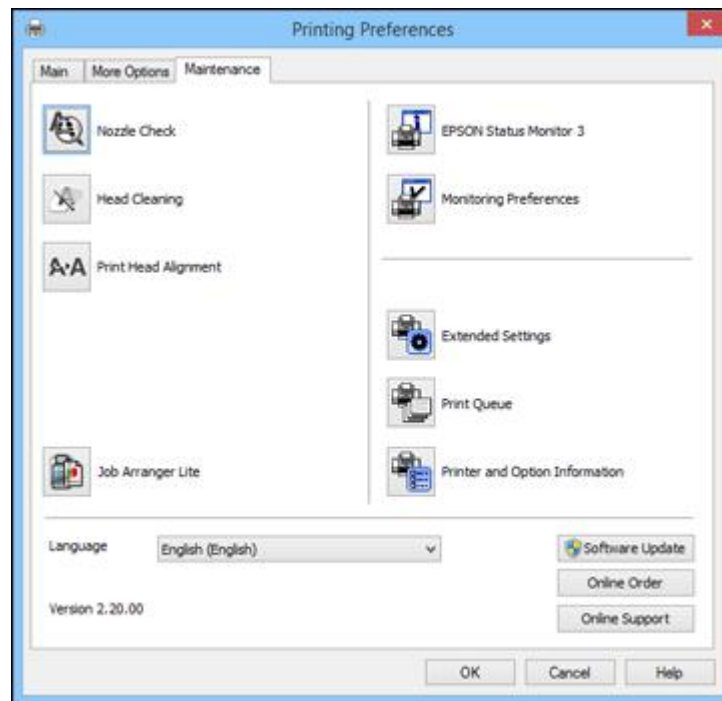 Printing Preferences
Main
More Options
Maintenance
Nozzle Check
EPSON Status Monitor 3
Head Cleaning
Monitoring Preferences
A·A Print Head Alignment
Extended Settings
Print Queue
Job Arranger Lite
Printer and Option Information
Language
English (English)
Software Update
Online Order
Version 2.20.00
Online Support
OK
Cancel
Help